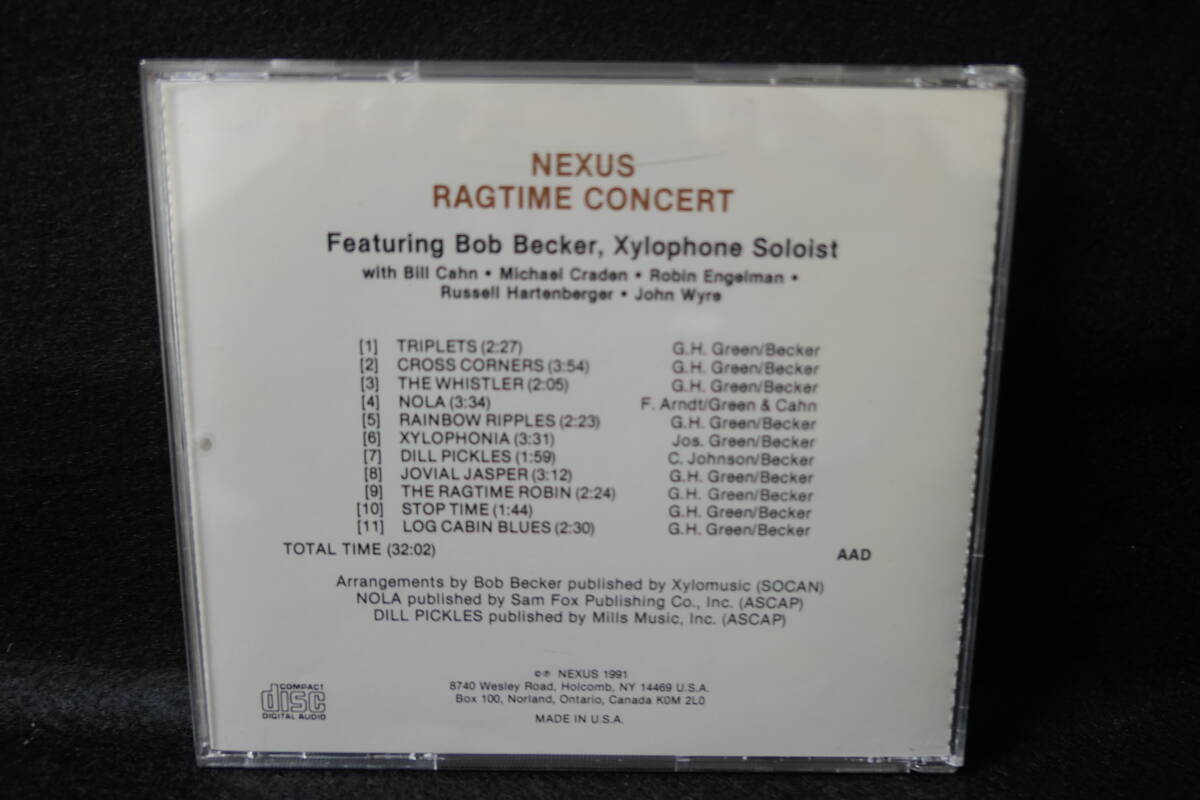 NEXUS
RAGTIME CONCERT
Featuring Bob Becker, Xylophone Soloist
with Bill Cahn • Michael Craden • Robin Engelman •
Russell Hartenberger • John Wyre
[1] TRIPLETS (2:27) G.H. Green/Becker
[2] CROSS CORNERS (3:54) G.H. Green/Becker
[3] THE WHISTLER (2:05) G.H. Green/Becker
[4] NOLA (3:34) F. Arndt/Green & Cahn
[5] RAINBOW RIPPLES (2:23) G.H. Green/Becker
[6] XYLOPHONIA (3:31) Jos. Green/Becker
[7] DILL PICKLES (1:59) C. Johnson/Becker
[8] JOVIAL JASPER (3:12) G.H. Green/Becker
[9] THE RAGTIME ROBIN (2:24) G.H. Green/Becker
[10] STOP TIME (1:44) G.H. Green/Becker
[11] LOG CABIN BLUES (2:30) G.H. Green/Becker
TOTAL TIME (32:02) AAD
Arrangements by Bob Becker published by Xylomusic (SOCAN)
NOLA published by Sam Fox Publishing Co., Inc. (ASCAP)
DILL PICKLES published by Mills Music, Inc. (ASCAP)
©℗ NEXUS 1991
8740 Wesley Road, Holcomb, NY 14469 U.S.A.
Box 100, Norland, Ontario, Canada K0M 2L0
MADE IN U.S.A.
COMPACT
disc
DIGITAL AUDIO